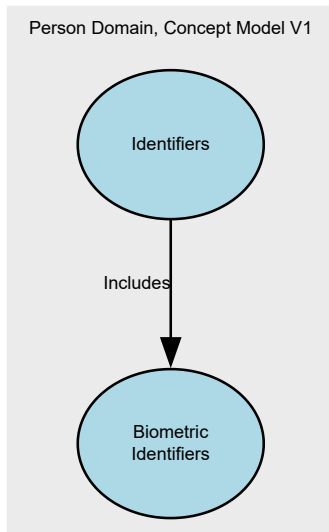 Person Domain, Concept Model V1
Identifiers
Includes
Biometric
Identifiers